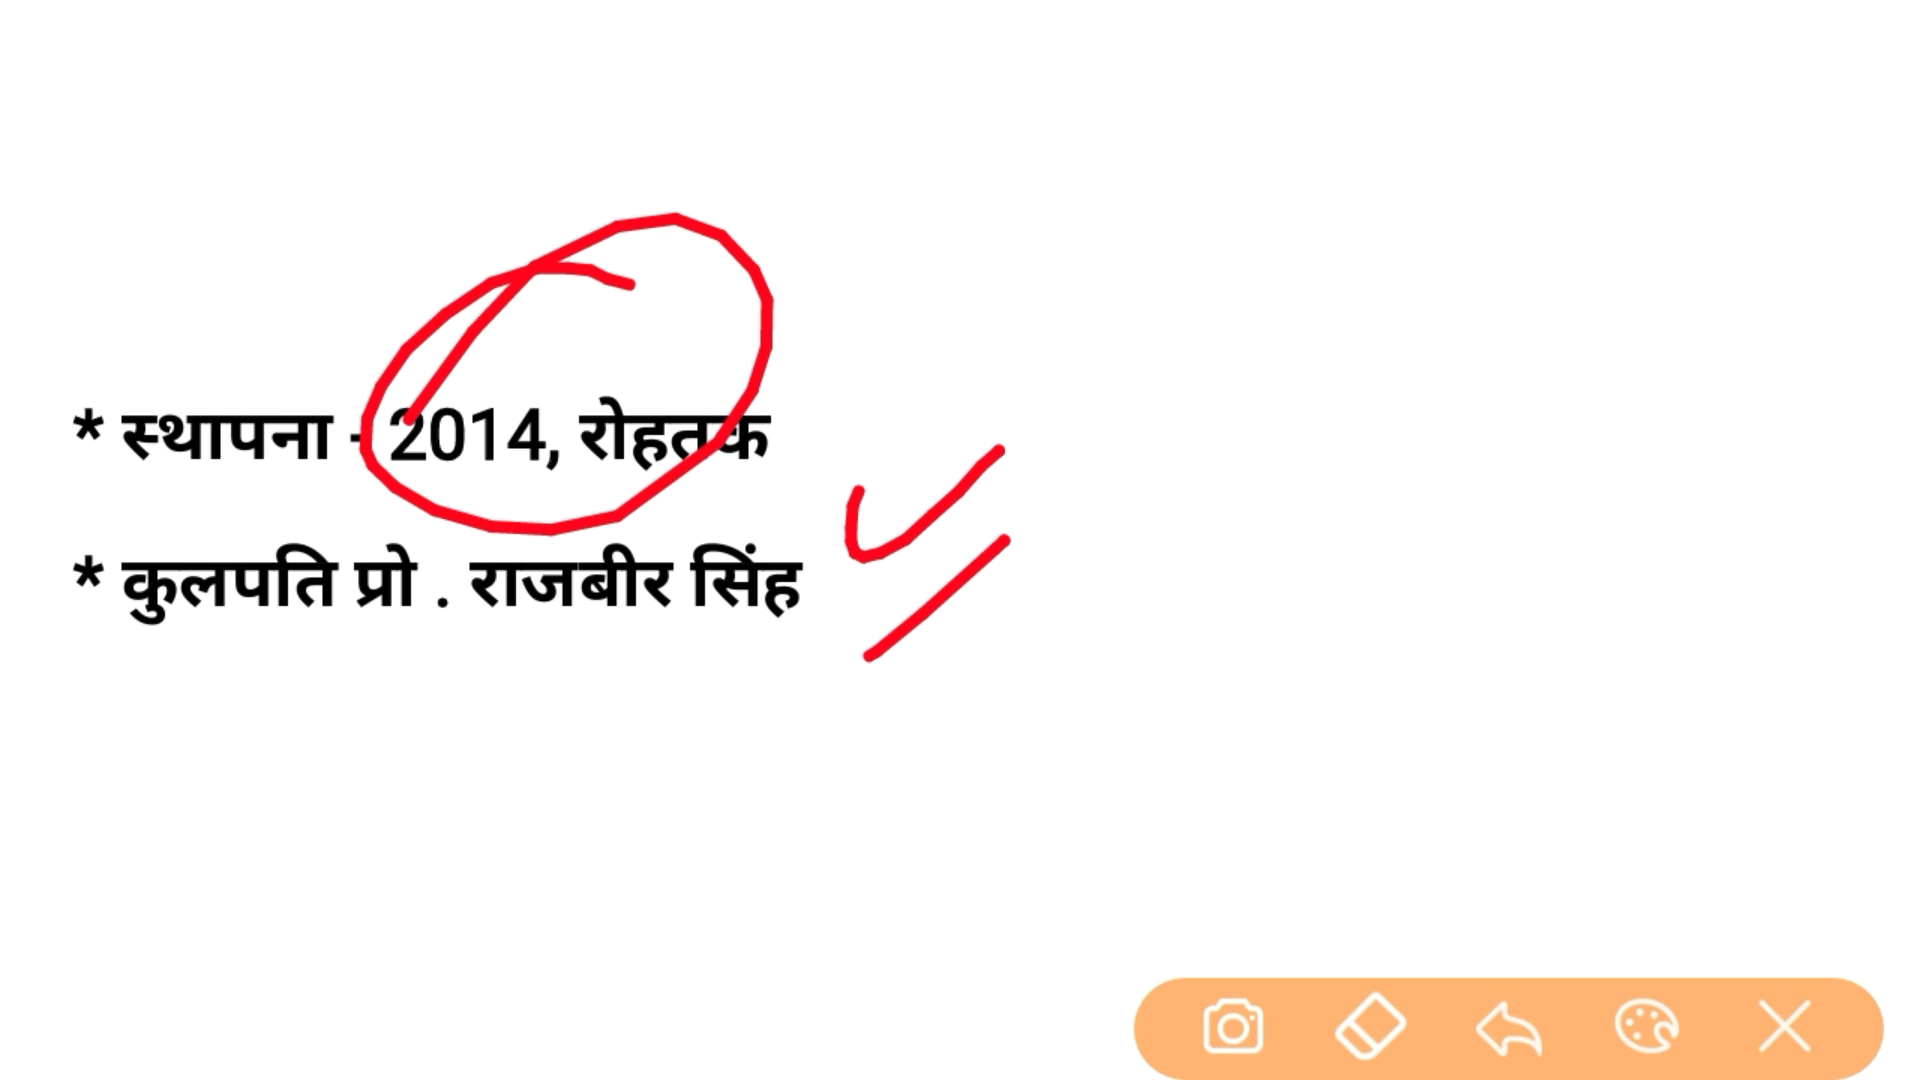 * स्थापना - 2014, रोहतक
* कुलपति प्रो . राजबीर सिंह